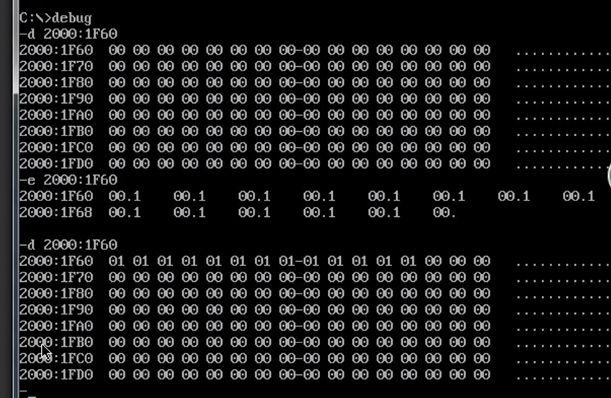 C:\>debug
-d 2000:1F60
2000:1F60 00 00 00 00 00 00 00 00-00 00 00 00 00 00 00 00 ............
2000:1F70 00 00 00 00 00 00 00 00-00 00 00 00 00 00 00 00 ............
2000:1F80 00 00 00 00 00 00 00 00-00 00 00 00 00 00 00 00 ............
2000:1F90 00 00 00 00 00 00 00 00-00 00 00 00 00 00 00 00 ............
2000:1FA0 00 00 00 00 00 00 00 00-00 00 00 00 00 00 00 00 ............
2000:1FB0 00 00 00 00 00 00 00 00-00 00 00 00 00 00 00 00 ............
2000:1FC0 00 00 00 00 00 00 00 00-00 00 00 00 00 00 00 00 ............
2000:1FD0 00 00 00 00 00 00 00 00-00 00 00 00 00 00 00 00 ............
-e 2000:1F60
2000:1F60 00.1 00.1 00.1 00.1 00.1 00.1 00.1 00.1
2000:1F68 00.1 00.1 00.1 00.1 00.1 00.
-d 2000:1F60
2000:1F60 01 01 01 01 01 01 01 01-01 01 01 01 01 00 00 00 ............
2000:1F70 00 00 00 00 00 00 00 00-00 00 00 00 00 00 00 00 ............
2000:1F80 00 00 00 00 00 00 00 00-00 00 00 00 00 00 00 00 ............
2000:1F90 00 00 00 00 00 00 00 00-00 00 00 00 00 00 00 00 ............
2000:1FA0 00 00 00 00 00 00 00 00-00 00 00 00 00 00 00 00 ............
2000:1FB0 00 00 00 00 00 00 00 00-00 00 00 00 00 00 00 00 ............
2000:1FC0 00 00 00 00 00 00 00 00-00 00 00 00 00 00 00 00 ............
2000:1FD0 00 00 00 00 00 00 00 00-00 00 00 00 00 00 00 00 ............
-_